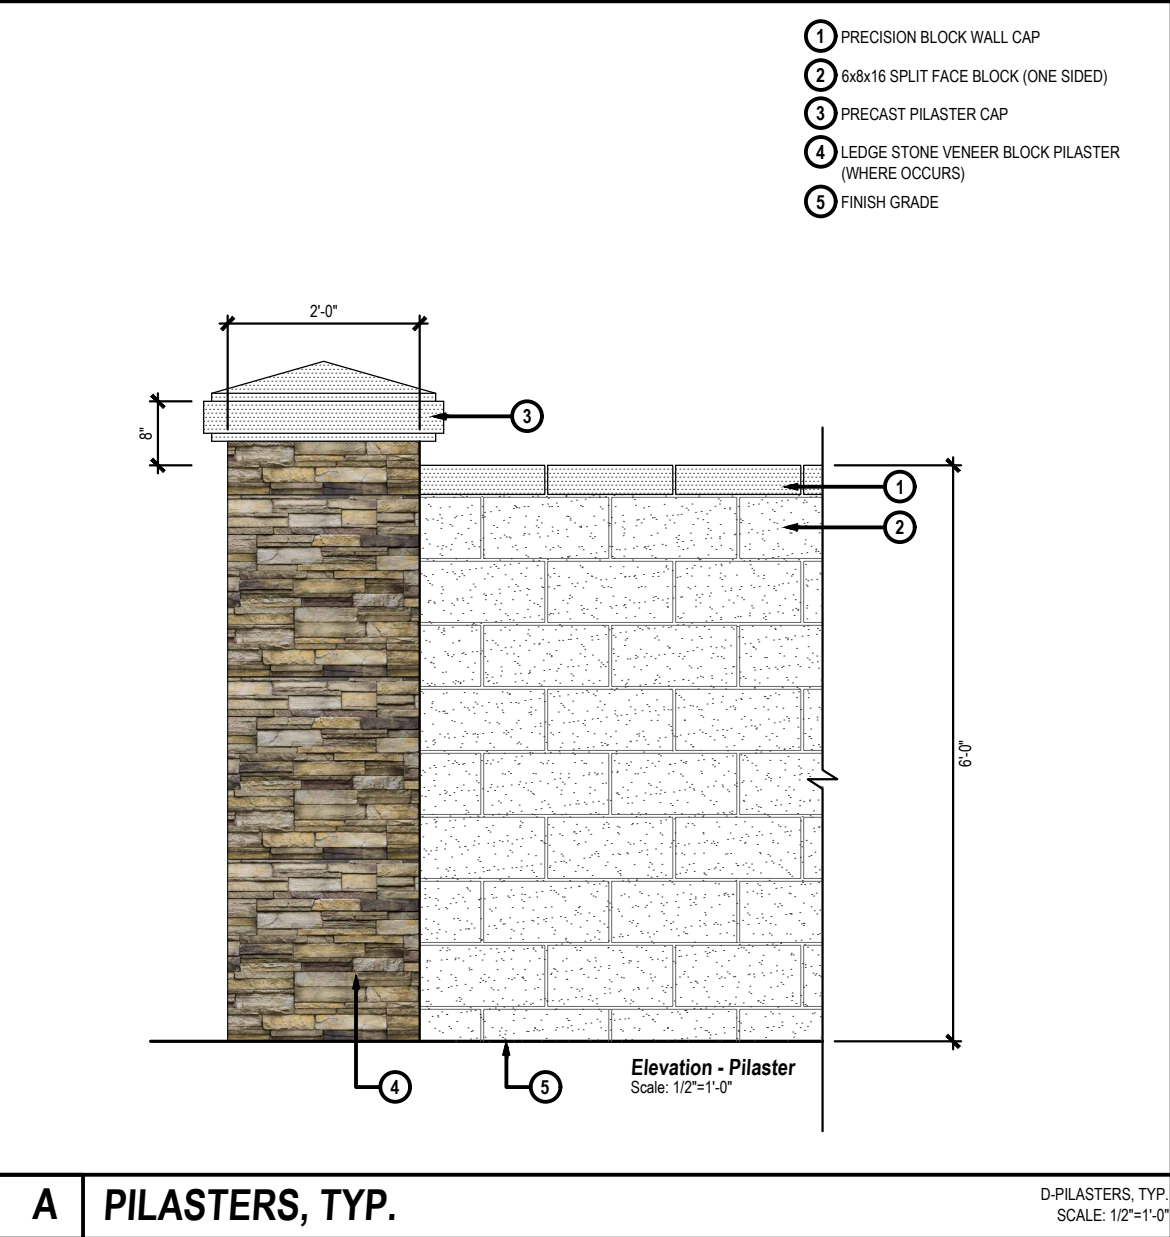 1 PRECISION BLOCK WALL CAP
2 6x8x16 SPLIT FACE BLOCK (ONE SIDED)
3 PRECAST PILASTER CAP
4 LEDGE STONE VENEER BLOCK PILASTER
(WHERE OCCURS)
5 FINISH GRADE
2'-0"
3
8"
1
2
6'-0"
Elevation - Pilaster
Scale: 1/2"=1'-0"
4
5
A PILASTERS, TYP.
D-PILASTERS, TYP.
SCALE: 1/2"=1'-0"